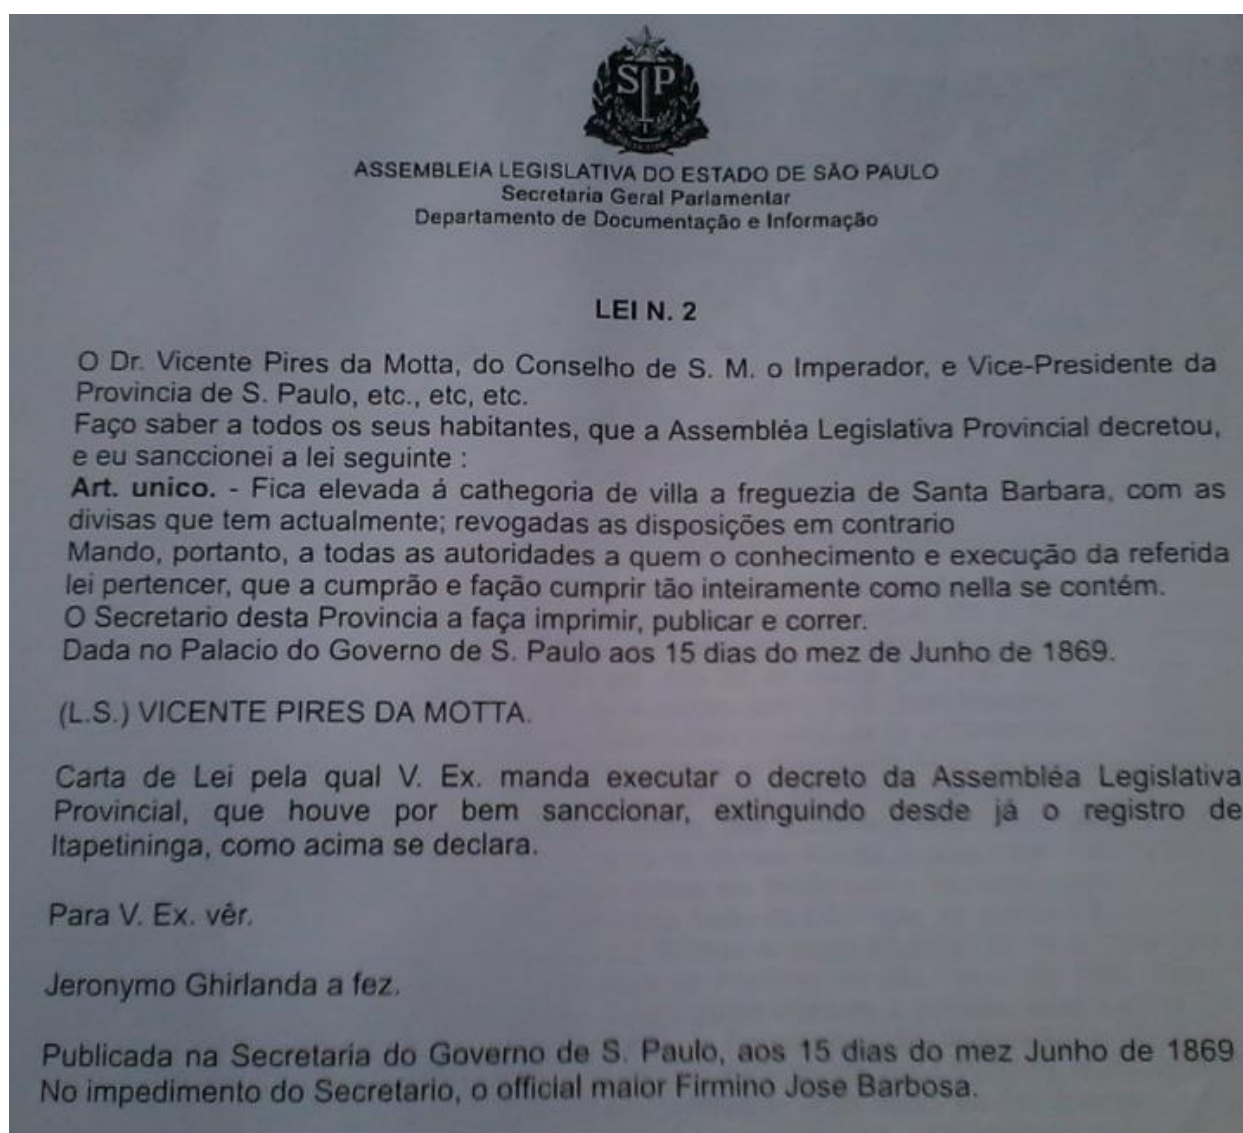 SP
ASSEMBLEIA LEGISLATIVA DO ESTADO DE SÃO PAULO
Secretaria Geral Parlamentar
Departamento de Documentação e Informação
LEI N. 2
O Dr. Vicente Pires da Motta, do Conselho de S. M. o Imperador, e Vice-Presidente da
Provincia de S. Paulo, etc., etc, etc.
Faço saber a todos os seus habitantes, que a Assembléa Legislativa Provincial decretou,
e eu sanccionei a lei seguinte :
Art. unico. - Fica elevada á cathegoria de villa a freguezia de Santa Barbara, com as
divisas que tem actualmente; revogadas as disposições em contrario
Mando, portanto, a todas as autoridades a quem o conhecimento e execução da referida
lei pertencer, que a cumprão e fação cumprir tão inteiramente como nella se contém.
O Secretario desta Provincia a faça imprimir, publicar e correr.
Dada no Palacio do Governo de S. Paulo aos 15 dias do mez de Junho de 1869.
(L.S.) VICENTE PIRES DA MOTTA.
Carta de Lei pela qual V. Ex. manda executar o decreto da Assembléa Legislativa
Provincial, que houve por bem sanccionar, extinguindo desde já o registro de
Itapetininga, como acima se declara.
Para V. Ex. vêr.
Jeronymo Ghirlanda a fez.
Publicada na Secretaria do Governo de S. Paulo, aos 15 dias do mez Junho de 1869
No impedimento do Secretario, o official maior Firmino Jose Barbosa.